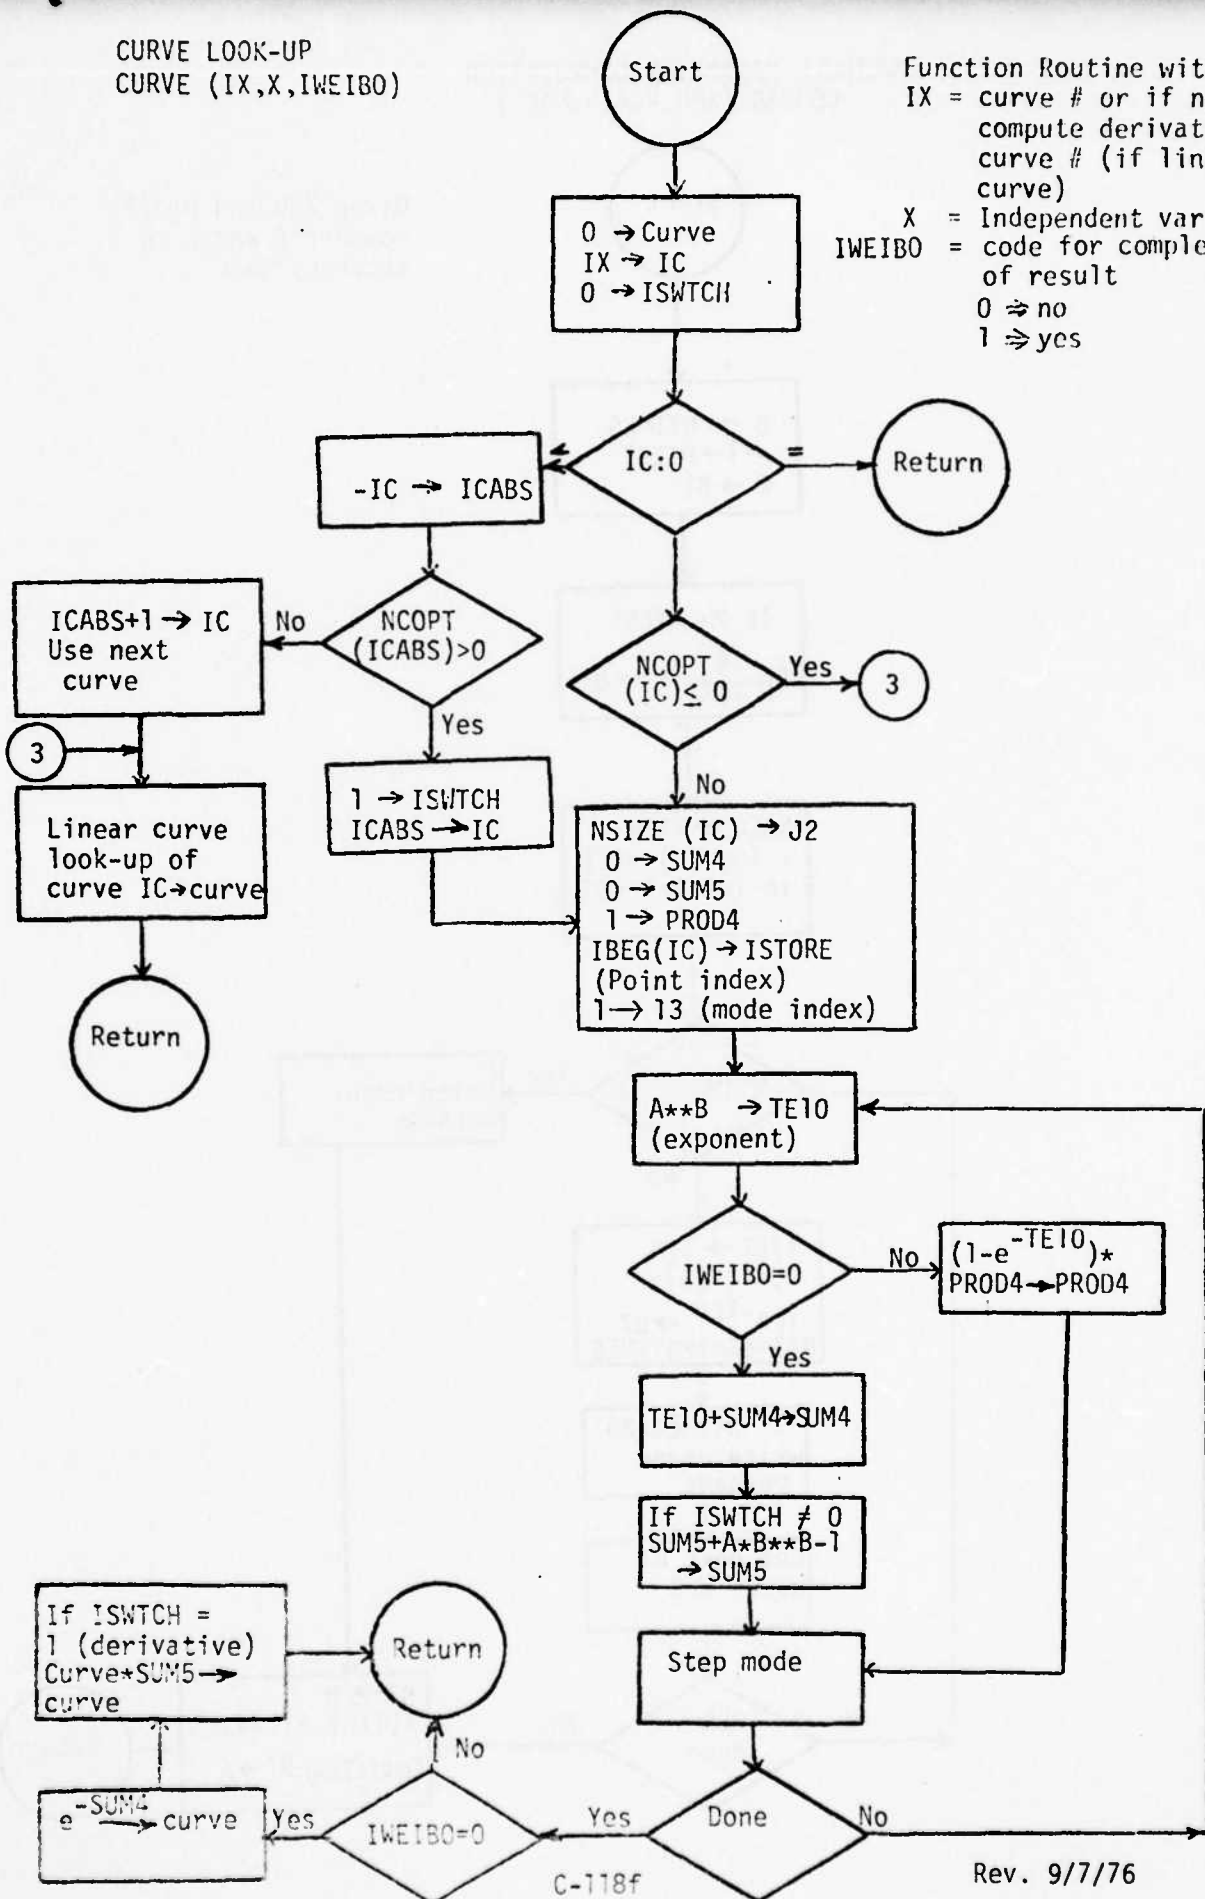 CURVE LOOK-UP
CURVE (IX,X,IWEIBO)
Start
Function Routine wit
IX = curve # or if n
compute derivat
curve # (if lin
curve)
X = Independent var
IWEIBO = code for comple
of result
0 ⇒ no
1 ⇒ yes
0 → Curve
IX → IC
0 → ISWTCH
IC:0
=
Return
<
-IC → ICABS
NCOPT
(ICABS)>0
No
ICABS+1 → IC
Use next
curve
Yes
NCOPT
(IC)≤ 0
Yes
3
No
3
1 → ISWTCH
ICABS → IC
Linear curve
look-up of
curve IC→curve
Return
NSIZE (IC) → J2
0 → SUM4
0 → SUM5
1 → PROD4
IBEG(IC) → ISTORE
(Point index)
1 → I3 (mode index)
A**B → TE10
(exponent)
IWEIBO=0
No
(1-e^-TE10)*
PROD4→PROD4
Yes
TE10+SUM4→SUM4
If ISWTCH ≠ 0
SUM5+A*B**B-1
→ SUM5
Step mode
Done
No
Yes
IWEIBO=0
No
Return
Yes
e^-SUM4 → curve
If ISWTCH =
1 (derivative)
Curve*SUM5→
curve
C-118f
Rev. 9/7/76